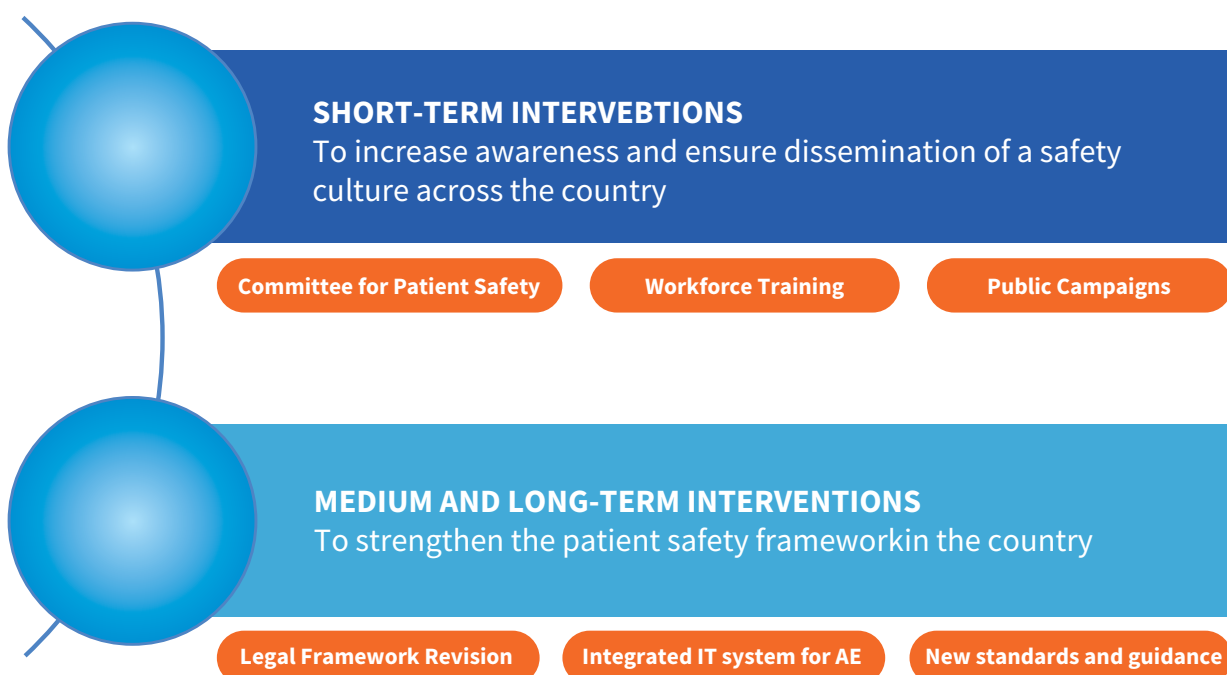 SHORT-TERM INTERVEBTIONS
To increase awareness and ensure dissemination of a safety
culture across the country
Committee for Patient Safety
Workforce Training
Public Campaigns
MEDIUM AND LONG-TERM INTERVENTIONS
To strengthen the patient safety frameworkin the country
Legal Framework Revision
Integrated IT system for AE
New standards and guidance